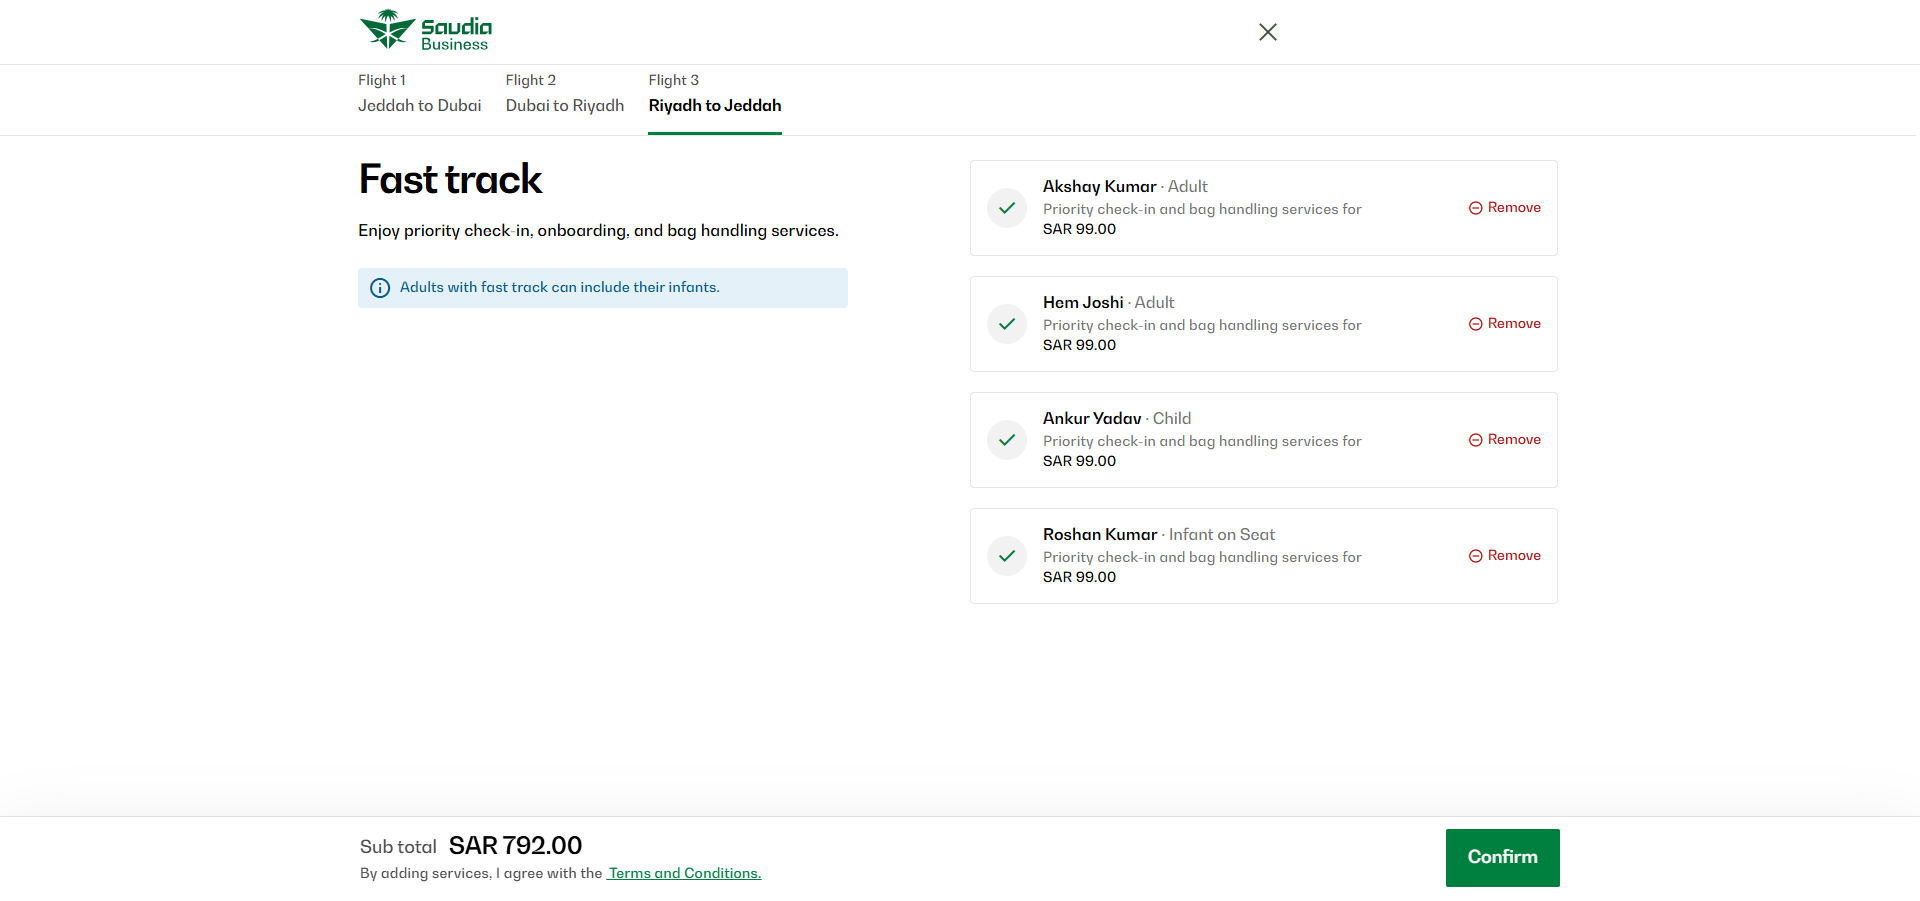 Saudia
Business
Flight 1
Jeddah to Dubai
Flight 2
Dubai to Riyadh
Flight 3
Riyadh to Jeddah
Fast track
Enjoy priority check-in, onboarding, and bag handling services.
Adults with fast track can include their infants.
Akshay Kumar · Adult
Priority check-in and bag handling services for
SAR 99.00
Remove
Hem Joshi · Adult
Priority check-in and bag handling services for
SAR 99.00
Remove
Ankur Yadav · Child
Priority check-in and bag handling services for
SAR 99.00
Remove
Roshan Kumar · Infant on Seat
Priority check-in and bag handling services for
SAR 99.00
Remove
Sub total SAR 792.00
By adding services, I agree with the Terms and Conditions.
Confirm